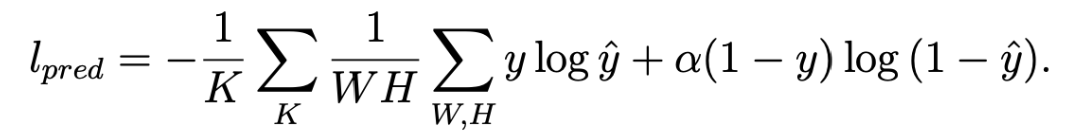 $l_{pred} = -\frac{1}{K} \sum_{K} \frac{1}{WH} \sum_{W,H} y \log \hat{y} + \alpha(1 - y) \log (1 - \hat{y}).$